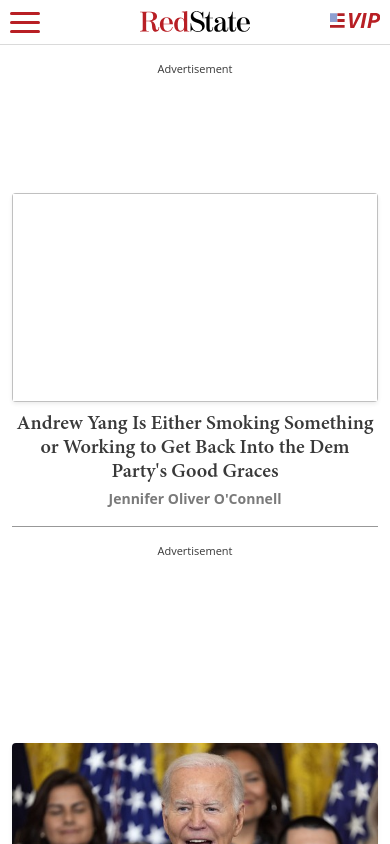 RedState
VIP
Advertisement
Andrew Yang Is Either Smoking Something
or Working to Get Back Into the Dem
Party's Good Graces
Jennifer Oliver O'Connell
Advertisement